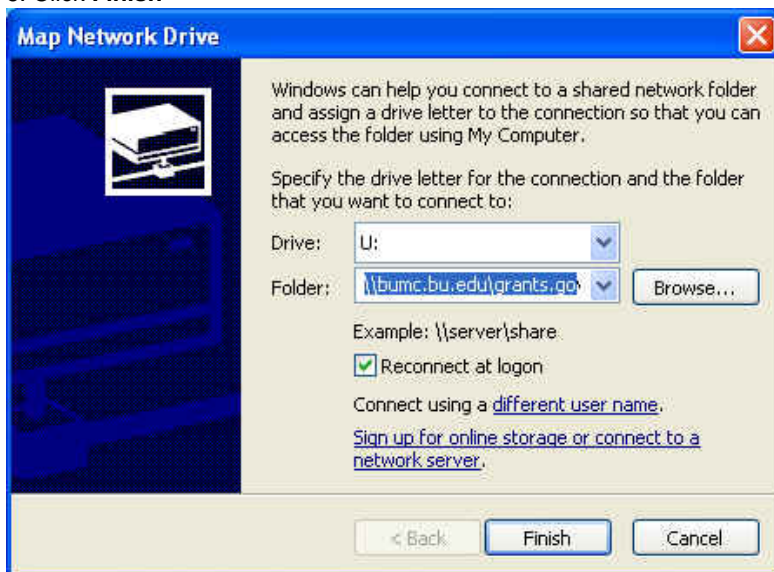 Map Network Drive
Windows can help you connect to a shared network folder
and assign a drive letter to the connection so that you can
access the folder using My Computer.
Specify the drive letter for the connection and the folder
that you want to connect to:
Drive: U:
Folder: \\bumc.bu.edu\grants.gov Browse...
Example: \\server\share
Reconnect at logon
Connect using a different user name.
Sign up for online storage or connect to a
network server.
< Back Finish Cancel